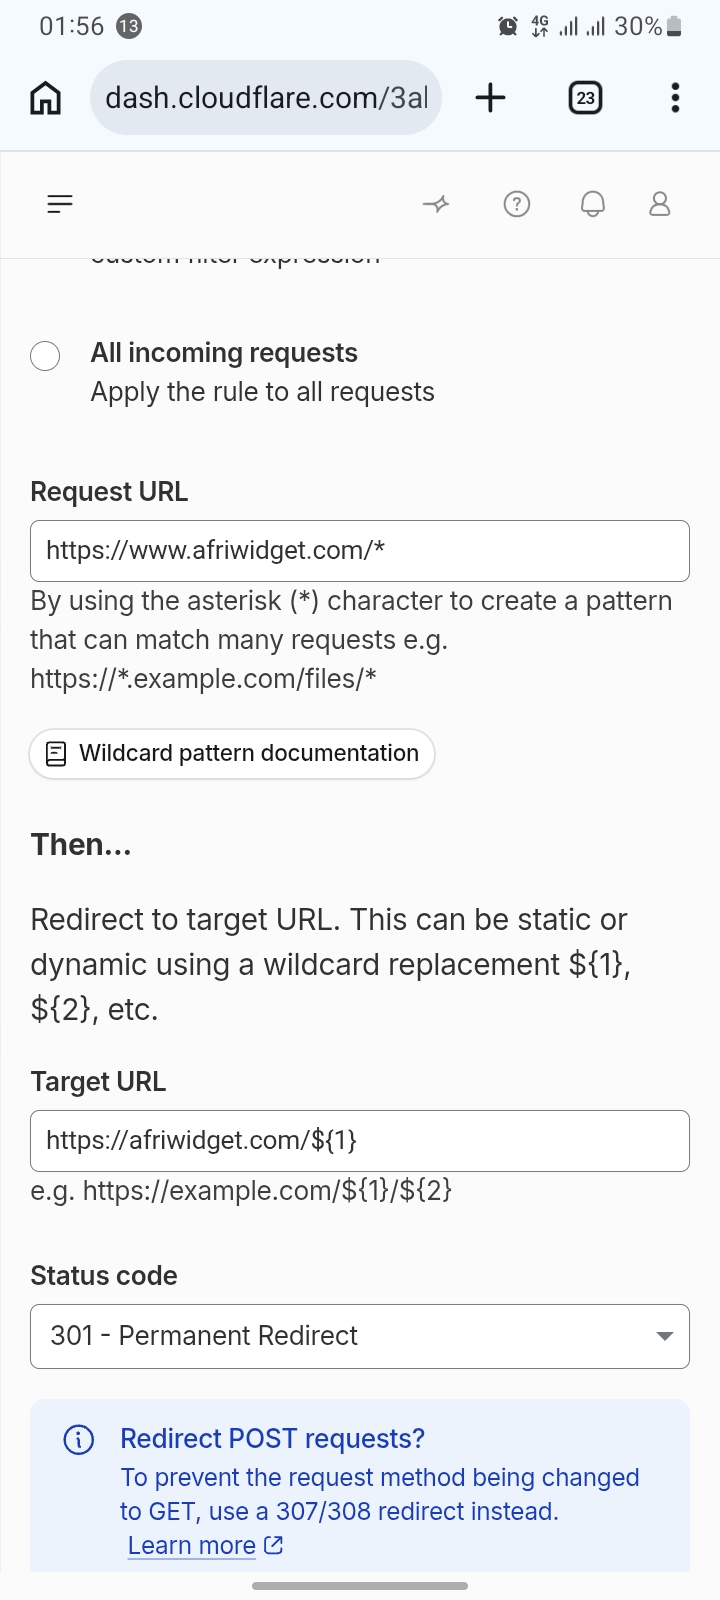 01:56 13 4G 30%
dash.cloudflare.com/3al 23
custom filter expression
All incoming requests
Apply the rule to all requests
Request URL
https://www.afriwidget.com/*
By using the asterisk (*) character to create a pattern
that can match many requests e.g.
https://*.example.com/files/*
Wildcard pattern documentation
Then...
Redirect to target URL. This can be static or
dynamic using a wildcard replacement ${1},
${2}, etc.
Target URL
https://afriwidget.com/${1}
e.g. https://example.com/${1}/${2}
Status code
301 - Permanent Redirect
Redirect POST requests?
To prevent the request method being changed
to GET, use a 307/308 redirect instead.
Learn more